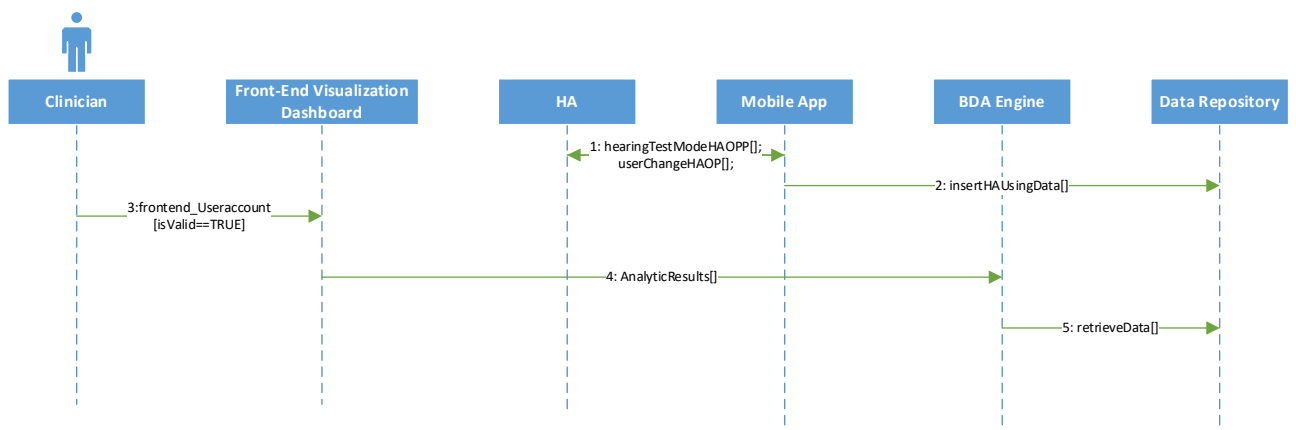 Clinician
Front-End Visualization
Dashboard
HA
Mobile App
BDA Engine
Data Repository
1: hearingTestModeHAOPP[];
userChangeHAOP[];
2: insertHAUsingData[]
3:frontend_Useraccount
[isValid==TRUE]
4: AnalyticResults[]
5: retrieveData[]